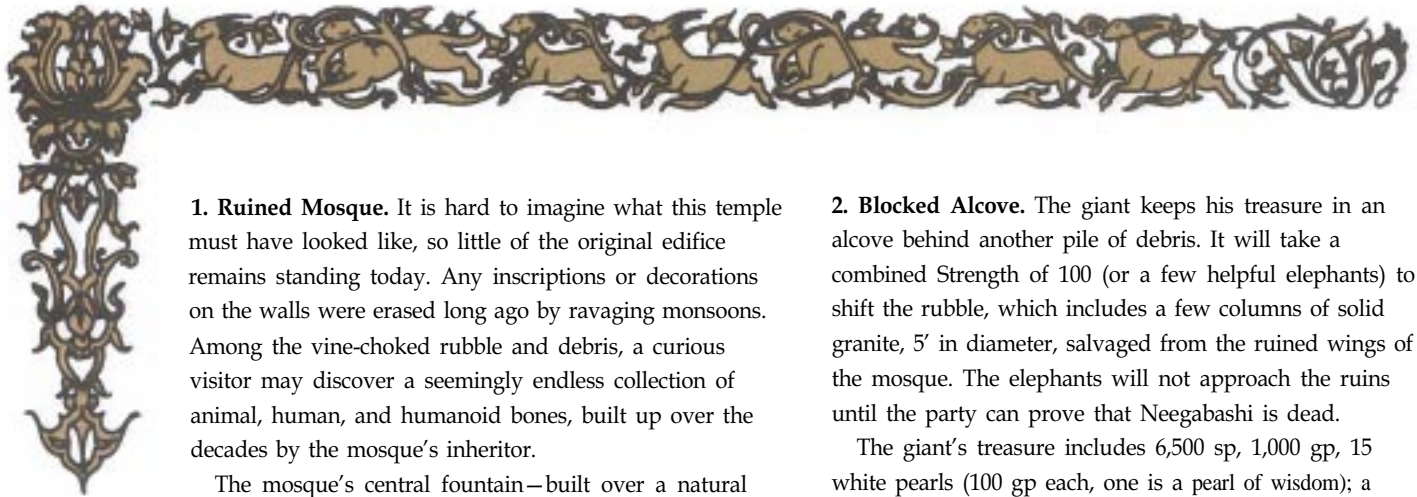 1. Ruined Mosque. It is hard to imagine what this temple
must have looked like, so little of the original edifice
remains standing today. Any inscriptions or decorations
on the walls were erased long ago by ravaging monsoons.
Among the vine-choked rubble and debris, a curious
visitor may discover a seemingly endless collection of
animal, human, and humanoid bones, built up over the
decades by the mosque's inheritor.
The mosque's central fountain—built over a natural
2. Blocked Alcove. The giant keeps his treasure in an
alcove behind another pile of debris. It will take a
combined Strength of 100 (or a few helpful elephants) to
shift the rubble, which includes a few columns of solid
granite, 5′ in diameter, salvaged from the ruined wings of
the mosque. The elephants will not approach the ruins
until the party can prove that Neegabashi is dead.
The giant's treasure includes 6,500 sp, 1,000 gp, 15
white pearls (100 gp each, one is a pearl of wisdom); a